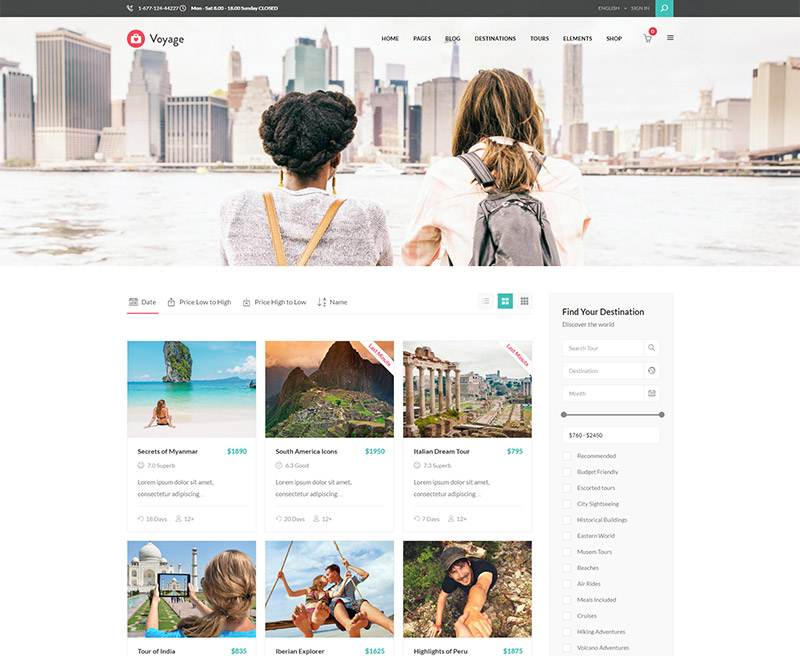 1-677-124-44227 Mon - Sat 8.00 - 18.00 Sunday CLOSED
ENGLISH SIGN IN
Voyage
HOME PAGES BLOG DESTINATIONS TOURS ELEMENTS SHOP
0
Date Price Low to High Price High to Low Name
Last Minute
Secrets of Myanmar $1890
7.0 Superb
Lorem ipsum dolor sit amet,
consectetur adipiscing...
18 Days 12+
South America Icons $1950
6.3 Good
Lorem ipsum dolor sit amet,
consectetur adipiscing...
20 Days 12+
Last Minute
Italian Dream Tour $795
7.3 Superb
Lorem ipsum dolor sit amet,
consectetur adipiscing...
7 Days 12+
Tour of India $835
Iberian Explorer $1625
Highlights of Peru $1875
Find Your Destination
Discover the world
Search Tour
Destination
Month
$760 - $2450
Recommended
Budget Friendly
Escorted tours
City Sightseeing
Historical Buildings
Eastern World
Musem Tours
Beaches
Air Rides
Meals Included
Cruises
Hiking Adventures
Volcano Adventures